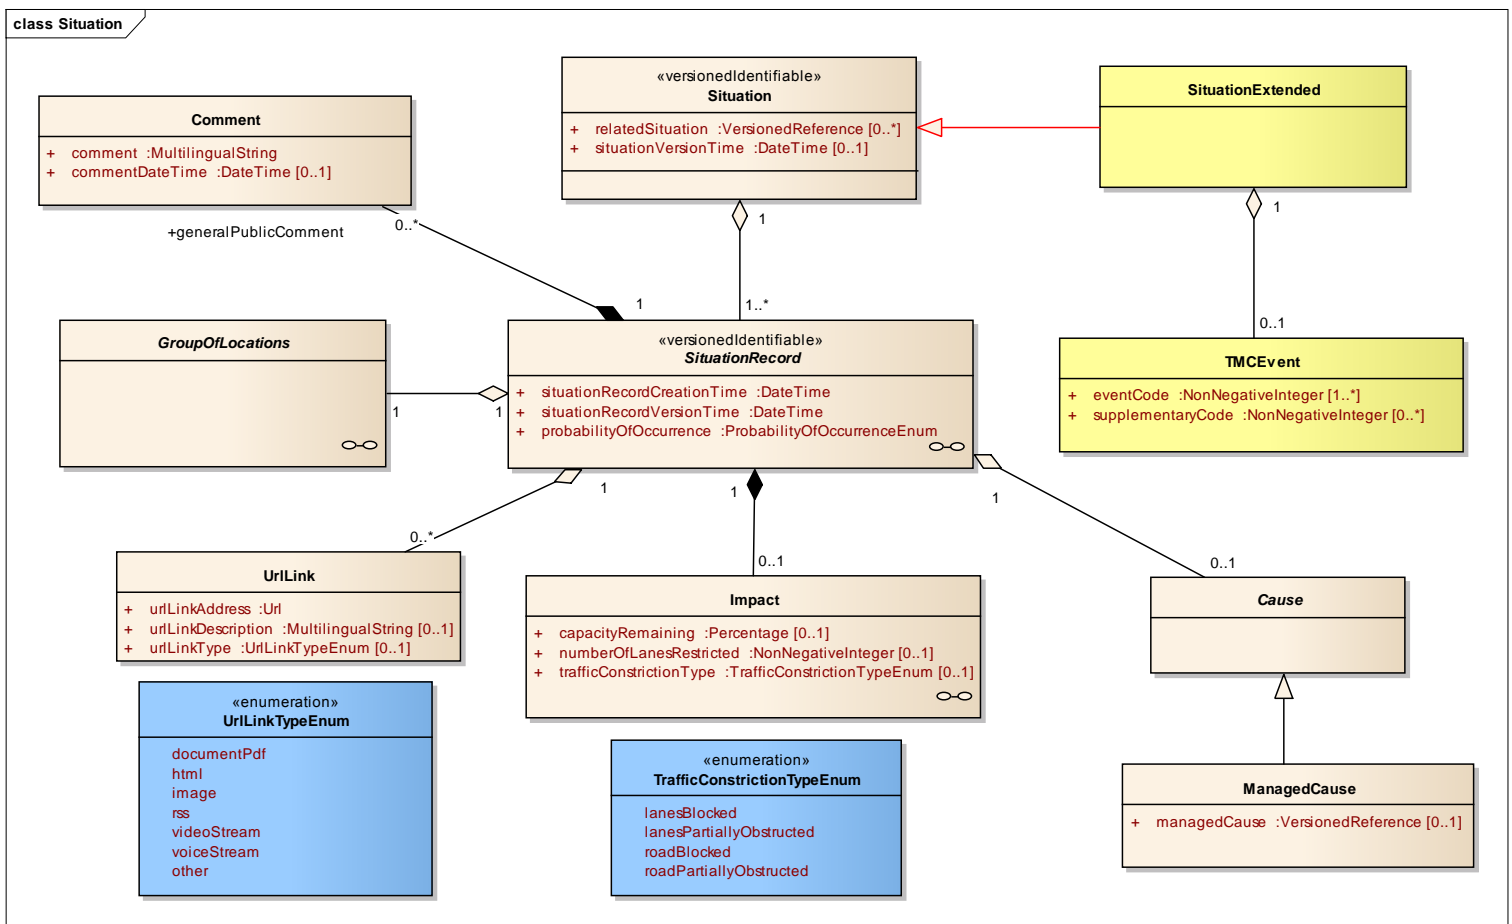 class Situation
«versionedIdentifiable»
Situation
+ relatedSituation :VersionedReference [0..*]
+ situationVersionTime :DateTime [0..1]
SituationExtended
Comment
+ comment :MultilingualString
+ commentDateTime :DateTime [0..1]
+generalPublicComment
0..*
1
1
1
1
1..*
0..1
GroupOfLocations
1
«versionedIdentifiable»
SituationRecord
+ situationRecordCreationTime :DateTime
+ situationRecordVersionTime :DateTime
+ probabilityOfOccurrence :ProbabilityOfOccurrenceEnum
TMCEvent
+ eventCode :NonNegativeInteger [1..*]
+ supplementaryCode :NonNegativeInteger [0..*]
1
1
1
0..*
0..1
0..1
UrlLink
+ urlLinkAddress :Url
+ urlLinkDescription :MultilingualString [0..1]
+ urlLinkType :UrlLinkTypeEnum [0..1]
Impact
+ capacityRemaining :Percentage [0..1]
+ numberOfLanesRestricted :NonNegativeInteger [0..1]
+ trafficConstrictionType :TrafficConstrictionTypeEnum [0..1]
Cause
«enumeration»
UrlLinkTypeEnum
documentPdf
html
image
rss
videoStream
voiceStream
other
«enumeration»
TrafficConstrictionTypeEnum
lanesBlocked
lanesPartiallyObstructed
roadBlocked
roadPartiallyObstructed
ManagedCause
+ managedCause :VersionedReference [0..1]